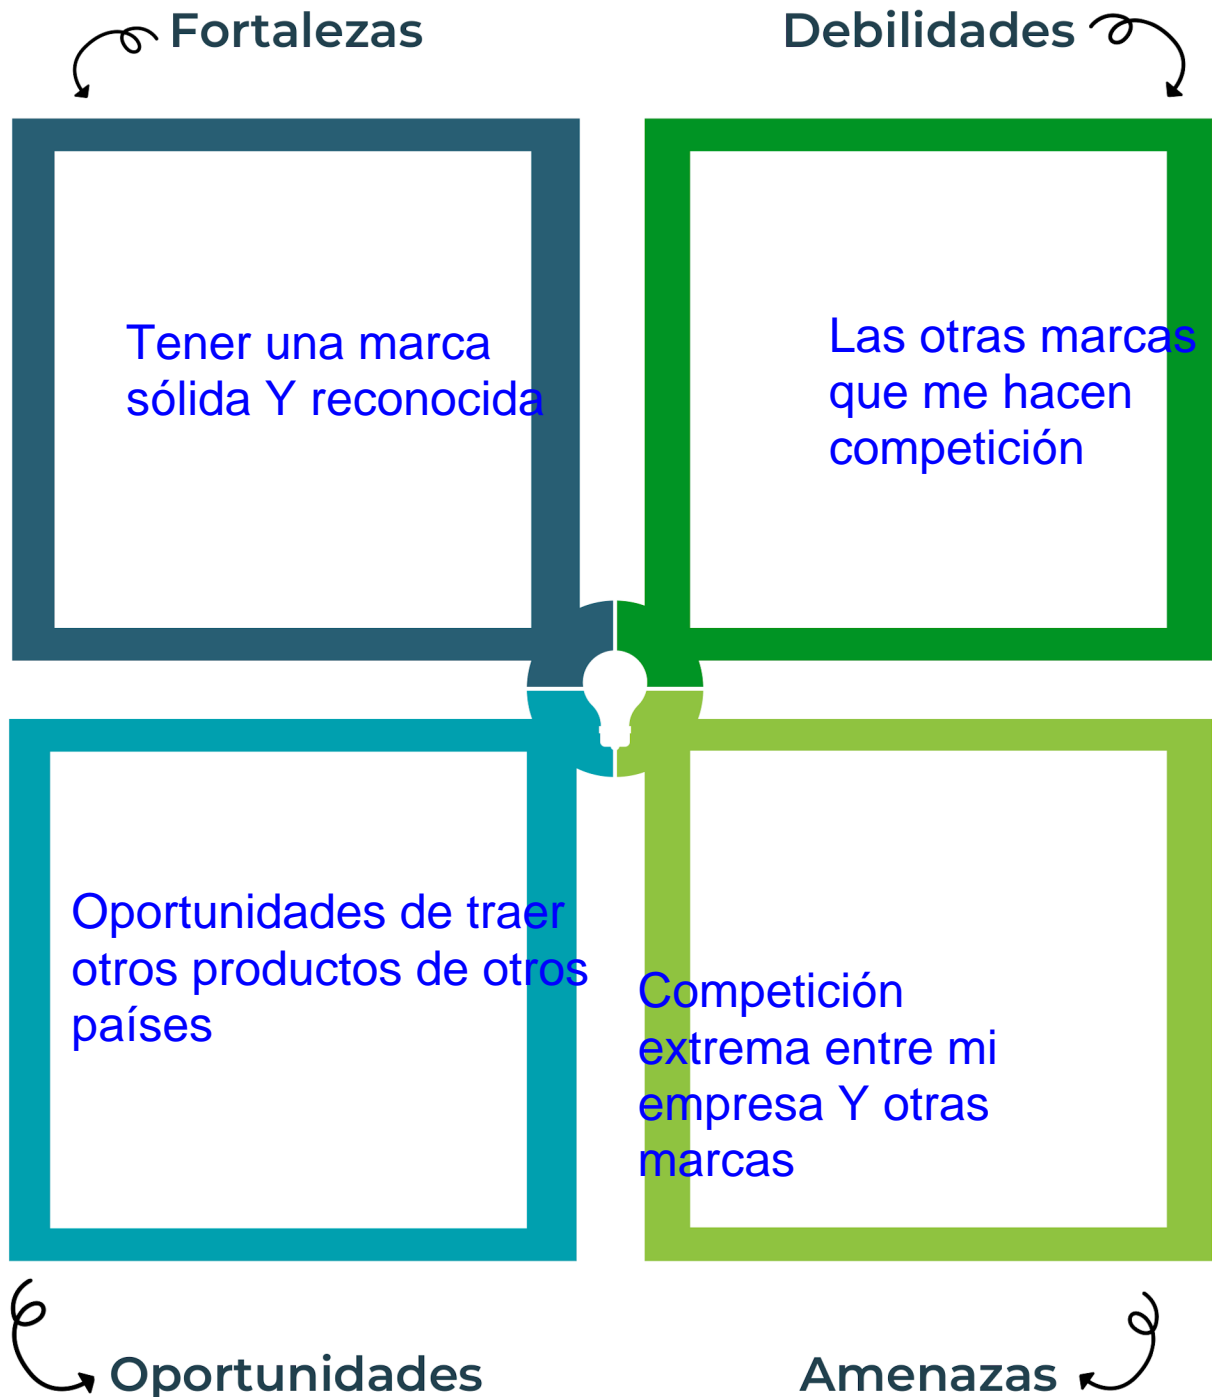 Fortalezas
Debilidades
Tener una marca
sólida Y reconocida
Las otras marcas
que me hacen
competición
Oportunidades de traer
otros productos de otros
países
Competición
extrema entre mi
empresa Y otras
marcas
Oportunidades
Amenazas